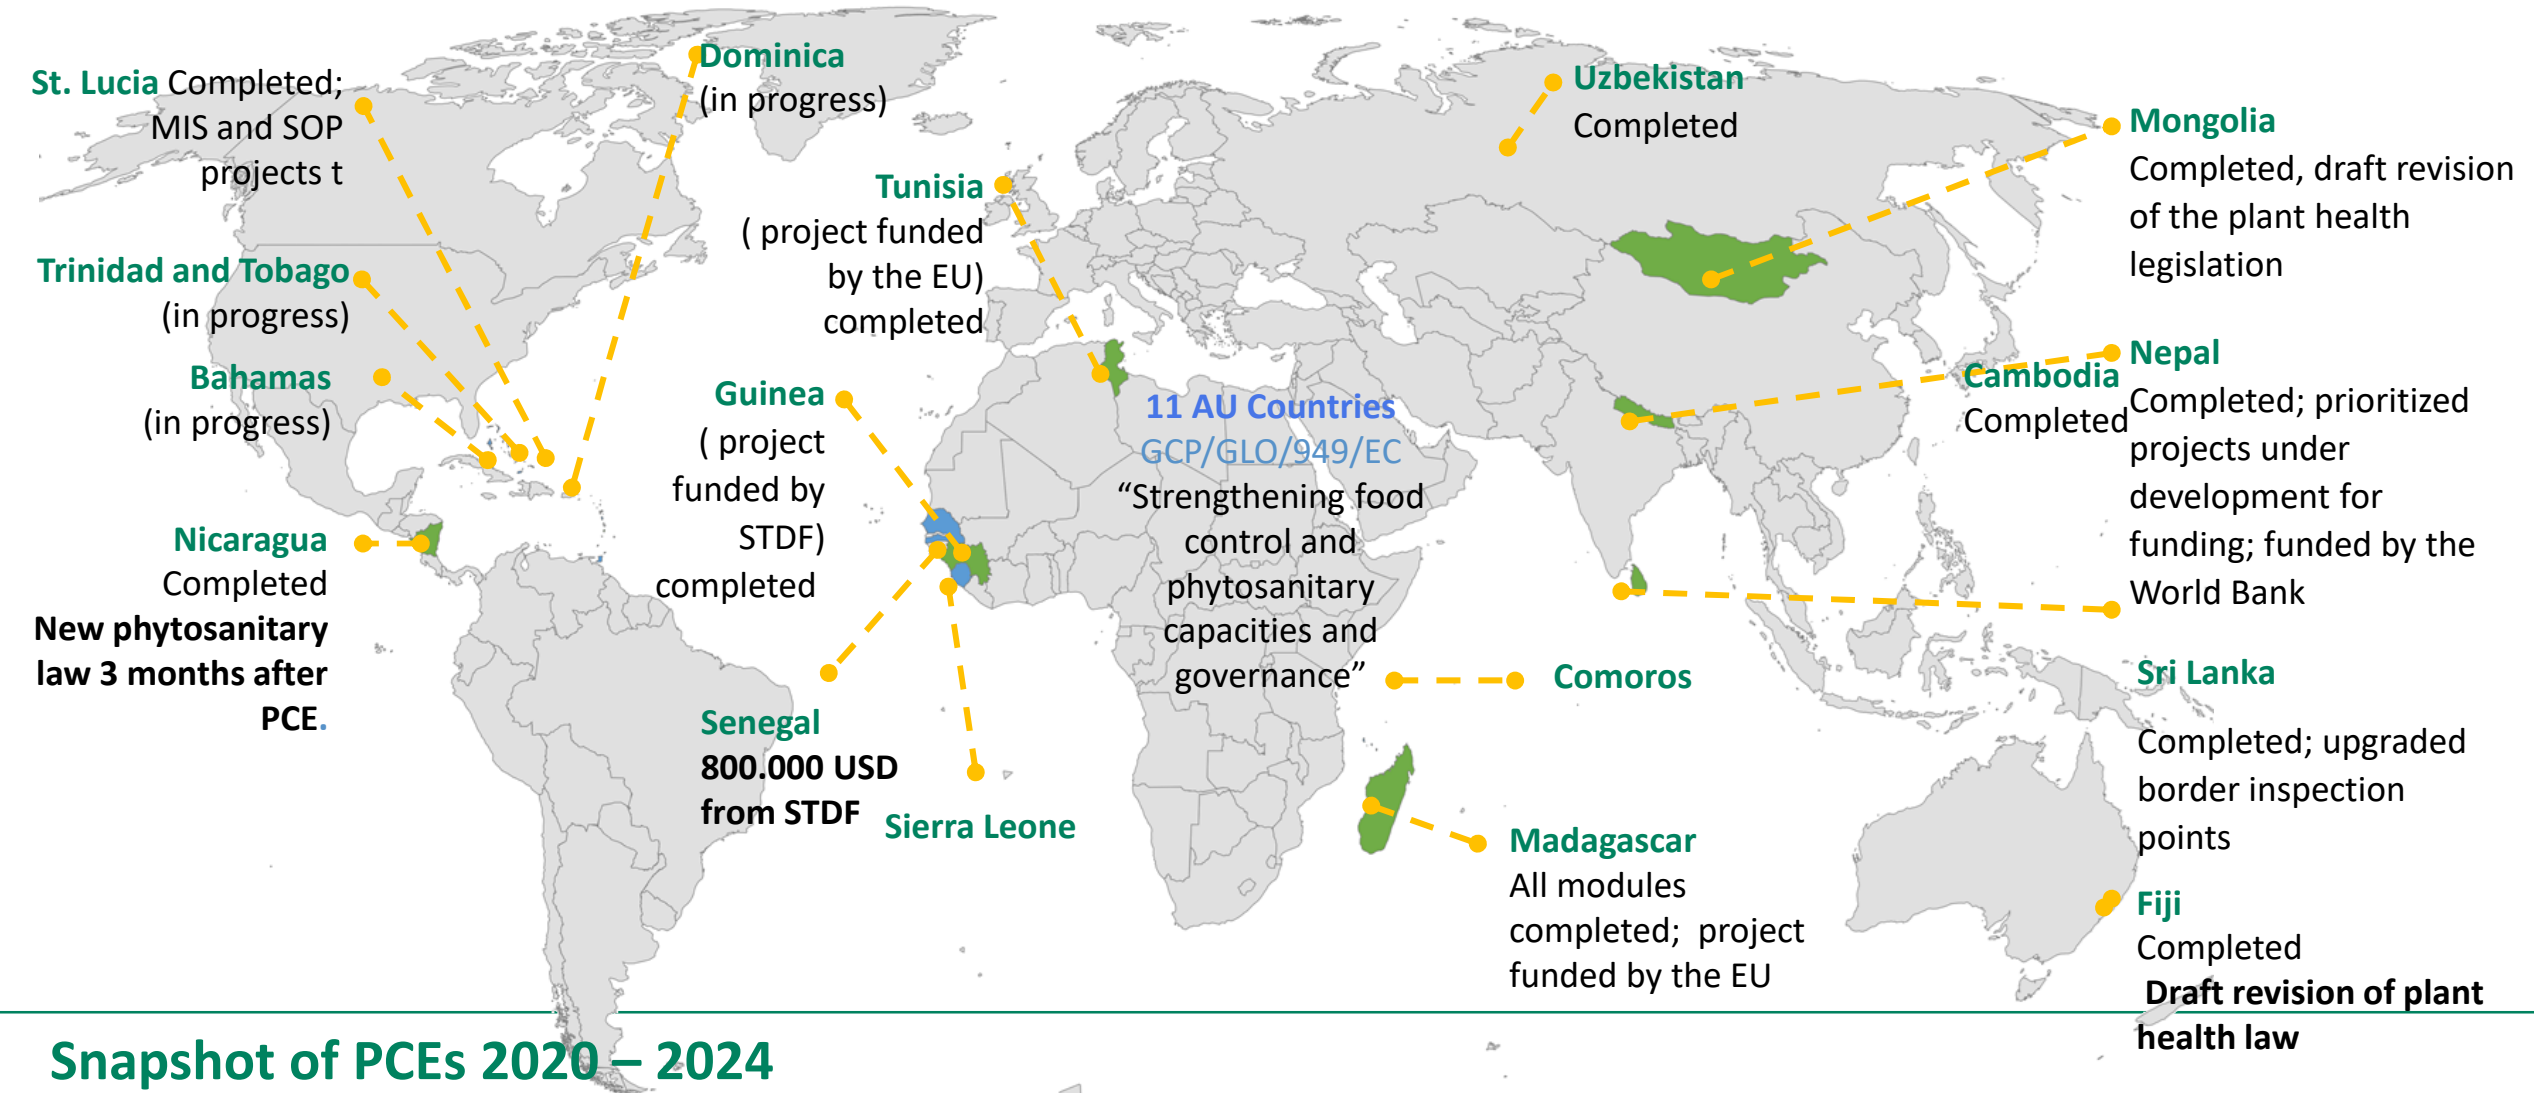 St. Lucia Completed;
MIS and SOP
projects t
Dominica
(in progress)
Uzbekistan
Completed
Mongolia
Completed, draft revision
of the plant health
legislation
Tunisia
( project funded
by the EU)
completed
Trinidad and Tobago
(in progress)
Bahamas
(in progress)
Guinea
( project
funded by
STDF)
completed
11 AU Countries
GCP/GLO/949/EC
“Strengthening food
control and
phytosanitary
capacities and
governance”
Cambodia
Completed
Nepal
Completed; prioritized
projects under
development for
funding; funded by the
World Bank
Nicaragua
Completed
New phytosanitary
law 3 months after
PCE.
Senegal
800.000 USD
from STDF
Sierra Leone
Comoros
Sri Lanka
Completed; upgraded
border inspection
points
Madagascar
All modules
completed; project
funded by the EU
Fiji
Completed
Draft revision of plant
health law
Snapshot of PCEs 2020 – 2024